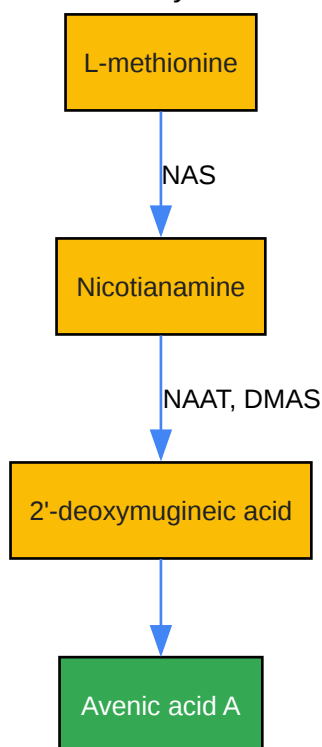 L-methionine
NAS
Nicotianamine
NAAT, DMAS
2'-deoxymugineic acid
Avenic acid A